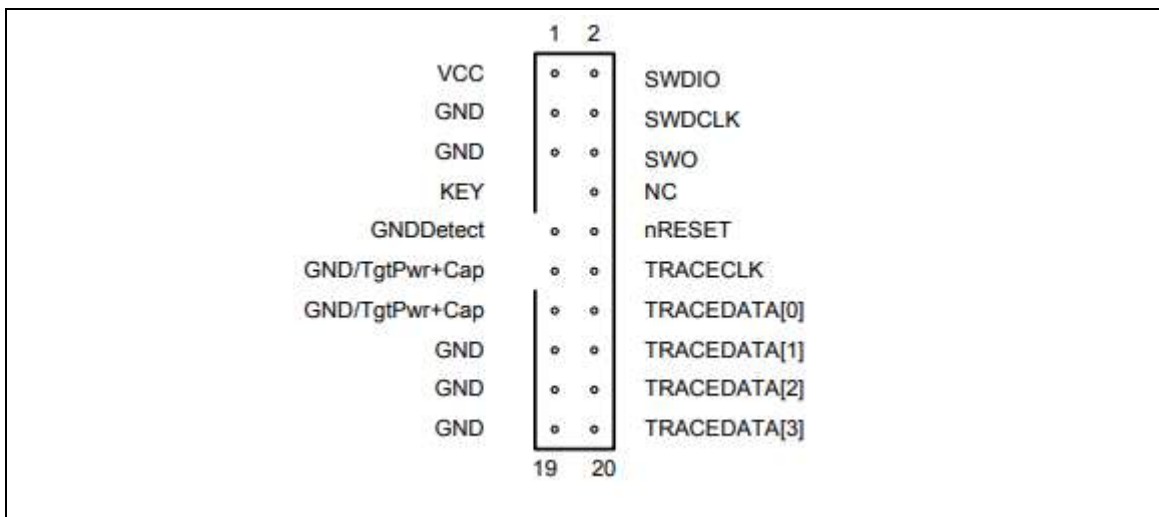 1 2
VCC SWDIO
GND SWDCLK
GND SWO
KEY NC
GNDDetect nRESET
GND/TgtPwr+Cap TRACECLK
GND/TgtPwr+Cap TRACEDATA[0]
GND TRACEDATA[1]
GND TRACEDATA[2]
GND TRACEDATA[3]
19 20